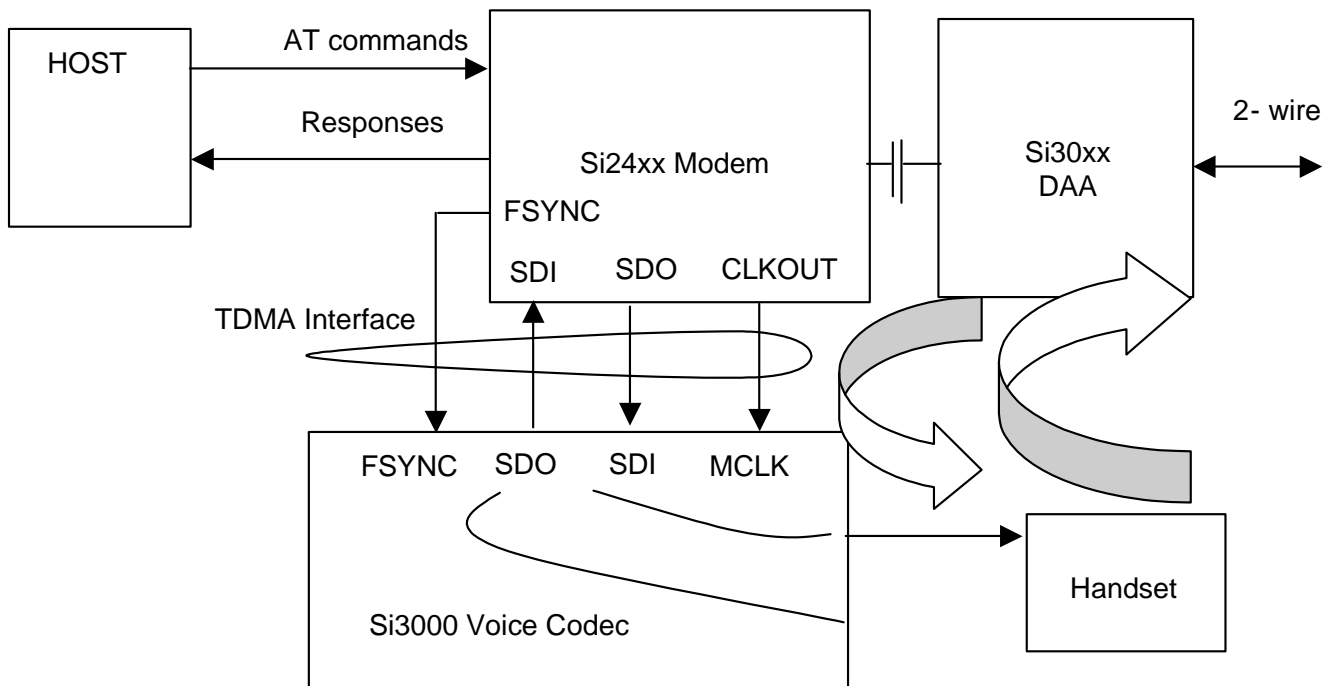 HOST
AT commands
Responses
Si24xx Modem
FSYNC
SDI SDO CLKOUT
Si30xx
DAA
2- wire
TDMA Interface
FSYNC SDO SDI MCLK
Si3000 Voice Codec
Handset